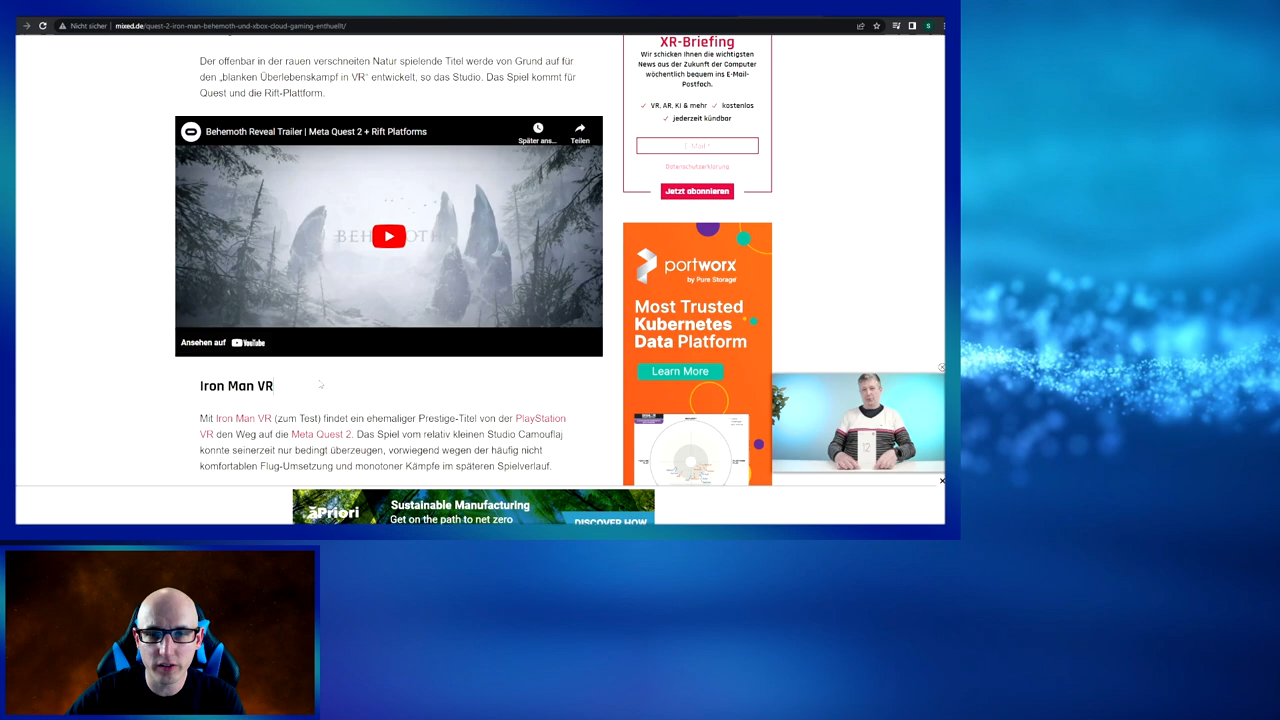 Nicht sicher | mixed.de/quest-2-iron-man-behemoth-und-xbox-cloud-gaming-enthuellt/
S
Der offenbar in der rauen verschneiten Natur spielende Titel werde von Grund auf für
den „blanken Überlebenskampf in VR" entwickelt, so das Studio. Das Spiel kommt für
Quest und die Rift-Plattform.
Behemoth Reveal Trailer | Meta Quest 2 + Rift Platforms
Später ans...
Teilen
BEHEMOTH
Ansehen auf YouTube
Iron Man VR
Mit Iron Man VR (zum Test) findet ein ehemaliger Prestige-Titel von der PlayStation
VR den Weg auf die Meta Quest 2. Das Spiel vom relativ kleinen Studio Camouflaj
konnte seinerzeit nur bedingt überzeugen, vorwiegend wegen der häufig nicht
komfortablen Flug-Umsetzung und monotoner Kämpfe im späteren Spielverlauf.
XR-Briefing
Wir schicken Ihnen die wichtigsten
News aus der Zukunft der Computer
wöchentlich bequem ins E-Mail-
Postfach.
✓ VR, AR, KI & mehr ✓ kostenlos
✓ jederzeit kündbar
E-Mail *
Datenschutzerklärung
Jetzt abonnieren
portworx
by Pure Storage
Most Trusted
Kubernetes
Data Platform
Learn More
12
aPriori
Sustainable Manufacturing
Get on the path to net zero
DISCOVER HOW